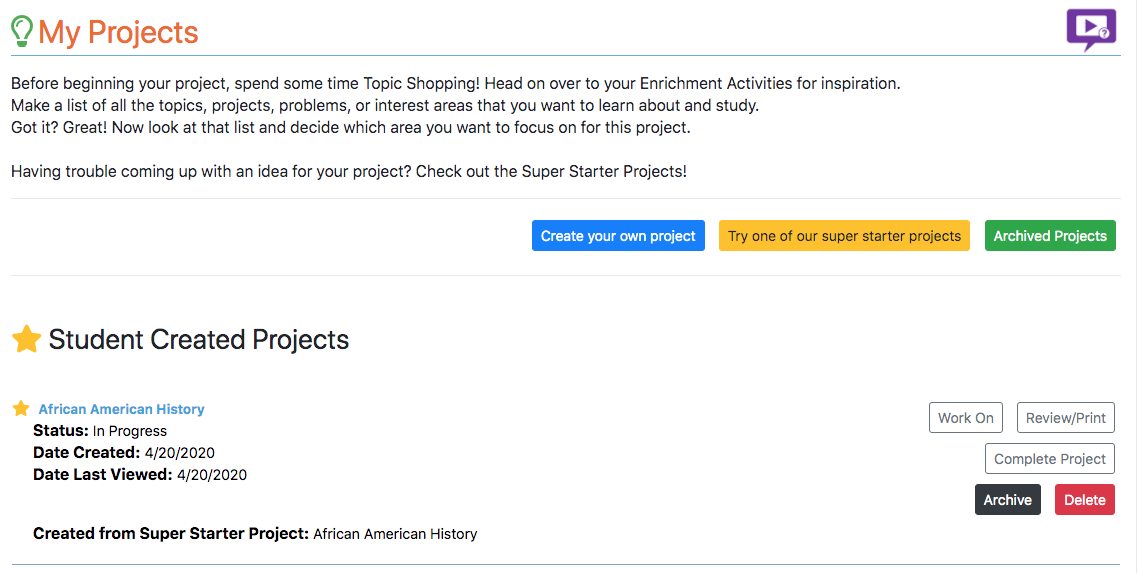 My Projects
Before beginning your project, spend some time Topic Shopping! Head on over to your Enrichment Activities for inspiration.
Make a list of all the topics, projects, problems, or interest areas that you want to learn about and study.
Got it? Great! Now look at that list and decide which area you want to focus on for this project.
Having trouble coming up with an idea for your project? Check out the Super Starter Projects!
Create your own project Try one of our super starter projects Archived Projects
Student Created Projects
African American History
Work On Review/Print
Status: In Progress
Date Created: 4/20/2020
Complete Project
Date Last Viewed: 4/20/2020
Archive Delete
Created from Super Starter Project: African American History